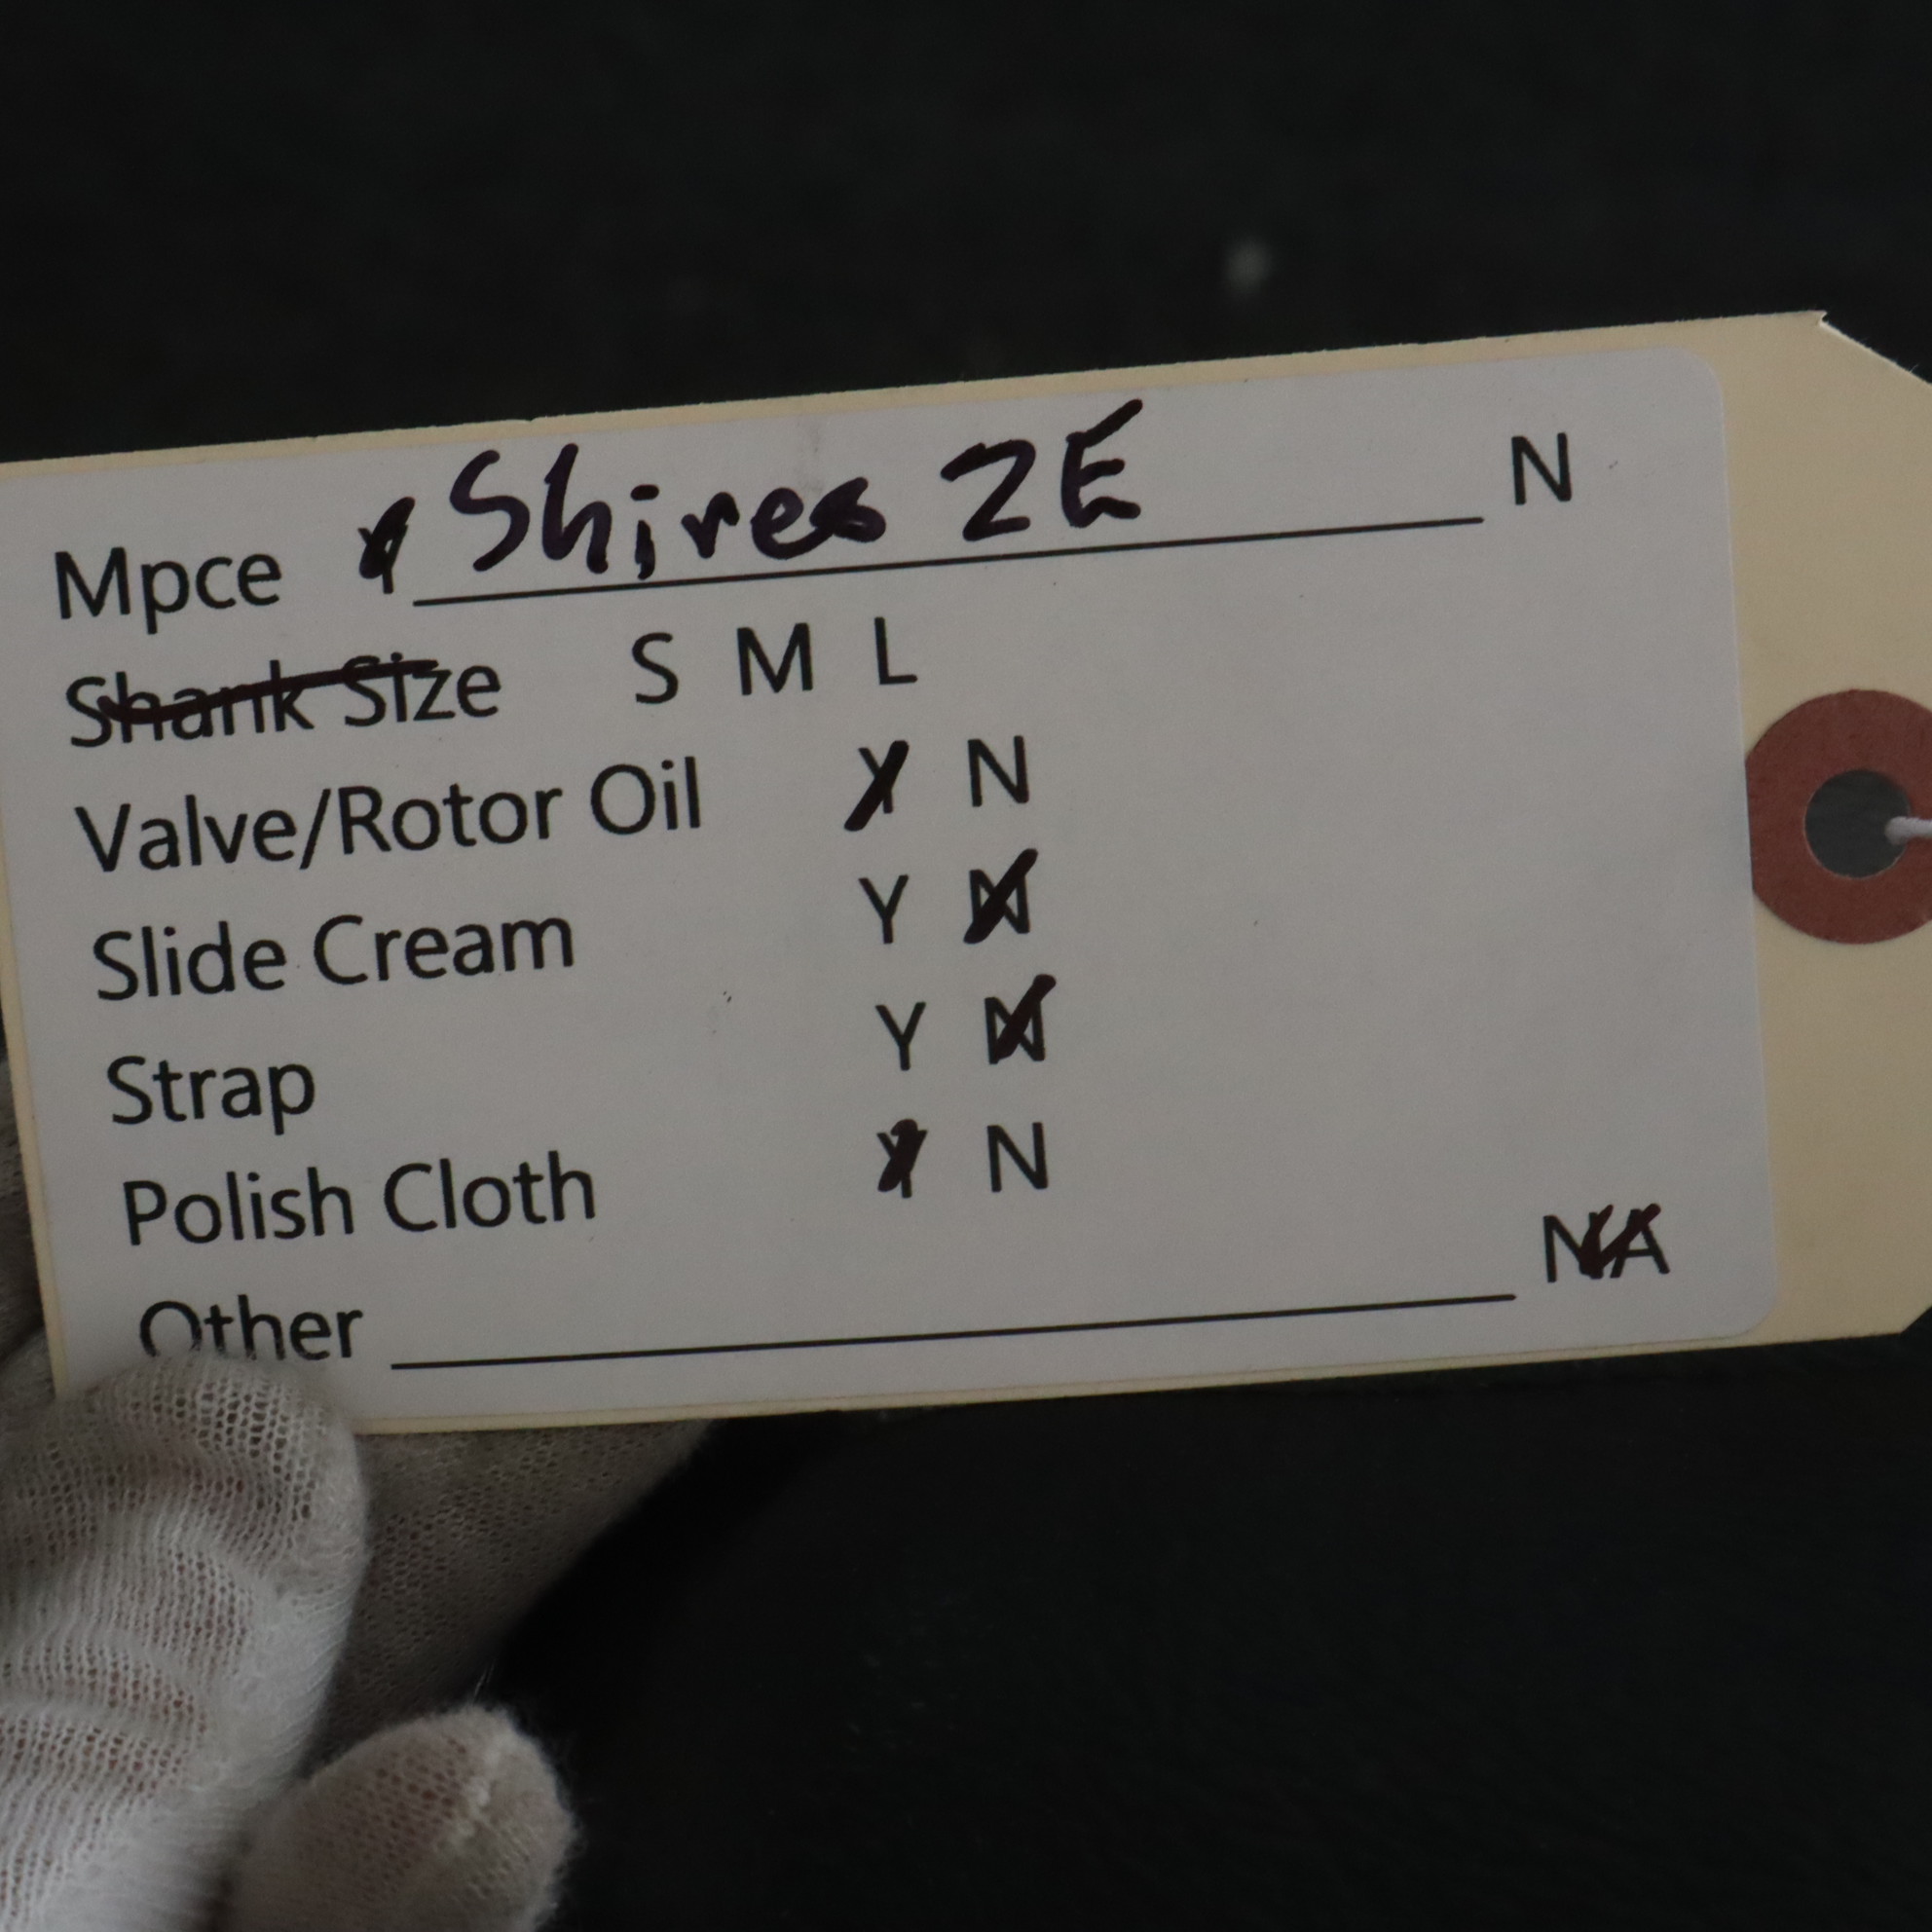 Mpce Y Shires 2E N
Shank Size S M L
Valve/Rotor Oil Y N
Slide Cream Y N
Strap Y N
Polish Cloth Y N
Other NA